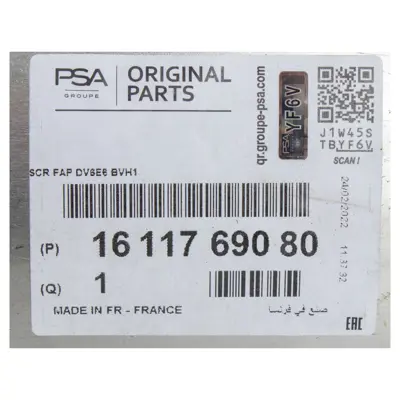 PSA
GROUPE
ORIGINAL
PARTS
qr.groupe-psa.com
PSA YF6V
J1W45S
TBYF6V
SCAN !
SCR FAP DV6E6 BVH1
24/02/2022 11:37:32
(P) 16 117 690 80
(Q) 1
MADE IN FR - FRANCE
صنع في فرنسا
EAC